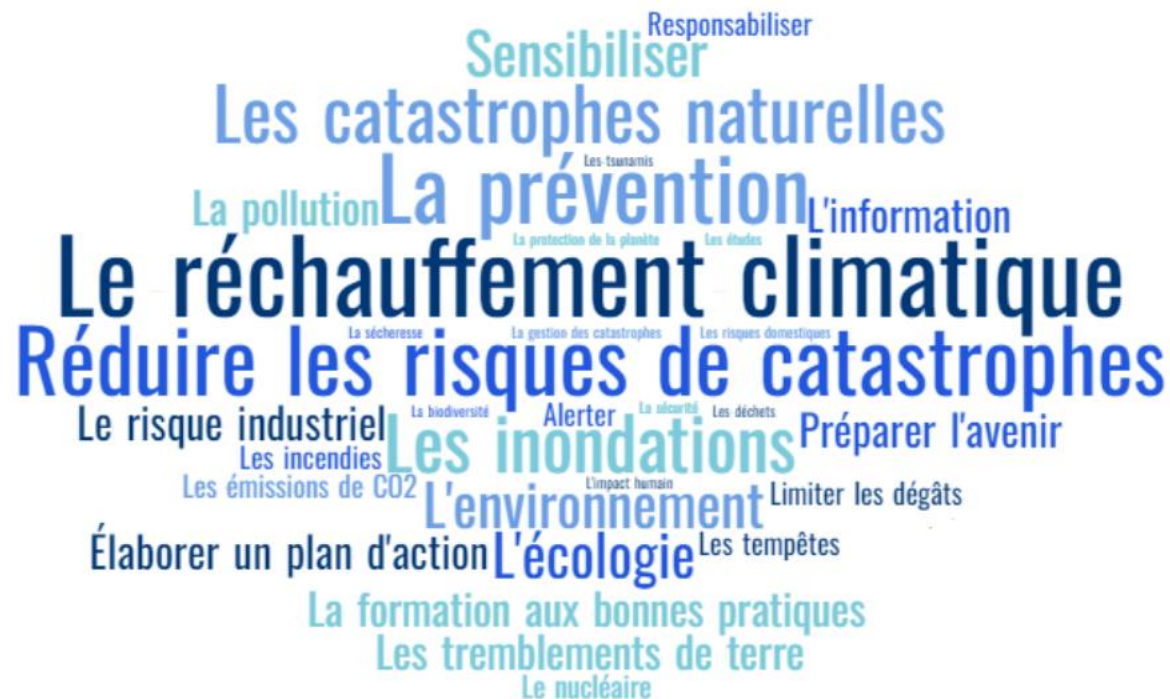 Responsabiliser
Sensibiliser
Les catastrophes naturelles
Les tsunamis
La prévention
La pollution
L'information
La protection de la planète
Les études
Le réchauffement climatique
La sécheresse
La gestion des catastrophes
Les risques domestiques
Réduire les risques de catastrophes
Le risque industriel
La biodiversité
Alerter
La sécurité
Les déchets
Préparer l'avenir
Les inondations
Les incendies
Les émissions de CO2
L'impact humain
L'environnement
Limiter les dégâts
Élaborer un plan d'action
L'écologie
Les tempêtes
La formation aux bonnes pratiques
Les tremblements de terre
Le nucléaire